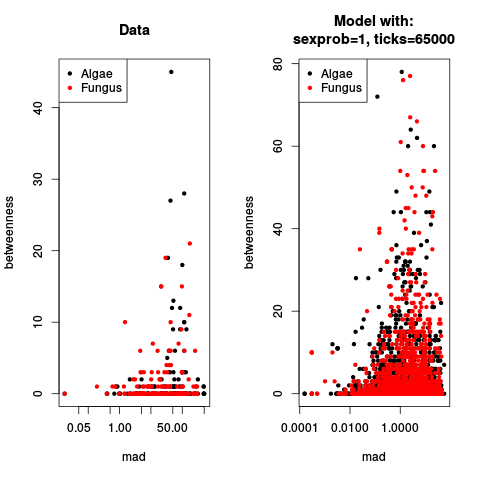 Data
Algae
Fungus
betweenness
0
10
20
30
40
0.05
1.00
50.00
mad
Model with:
sexprob=1, ticks=65000
Algae
Fungus
betweenness
0
20
40
60
80
0.0001
0.0100
1.0000
mad